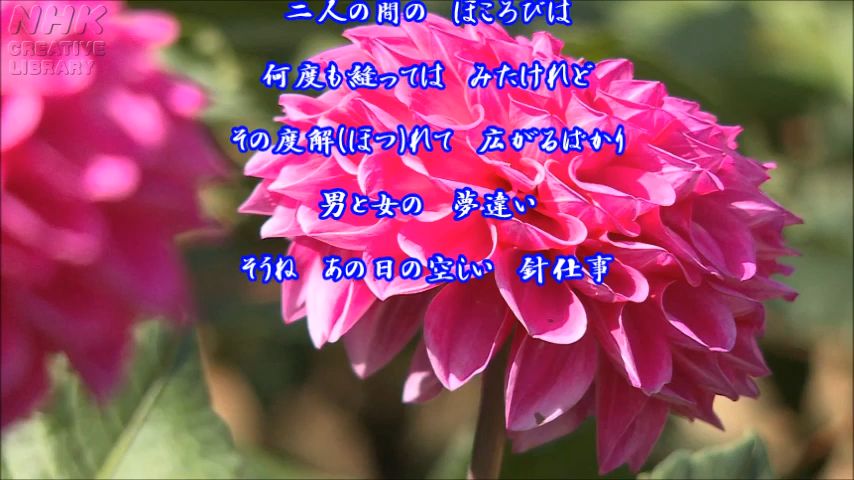 NHK
CREATIVE
LIBRARY
二人の間の　ほころびは
何度も縫っては　みたけれど
その度解(ほつ)れて　広がるばかり
男と女の　夢違い
そうね　あの日の空しい　針仕事